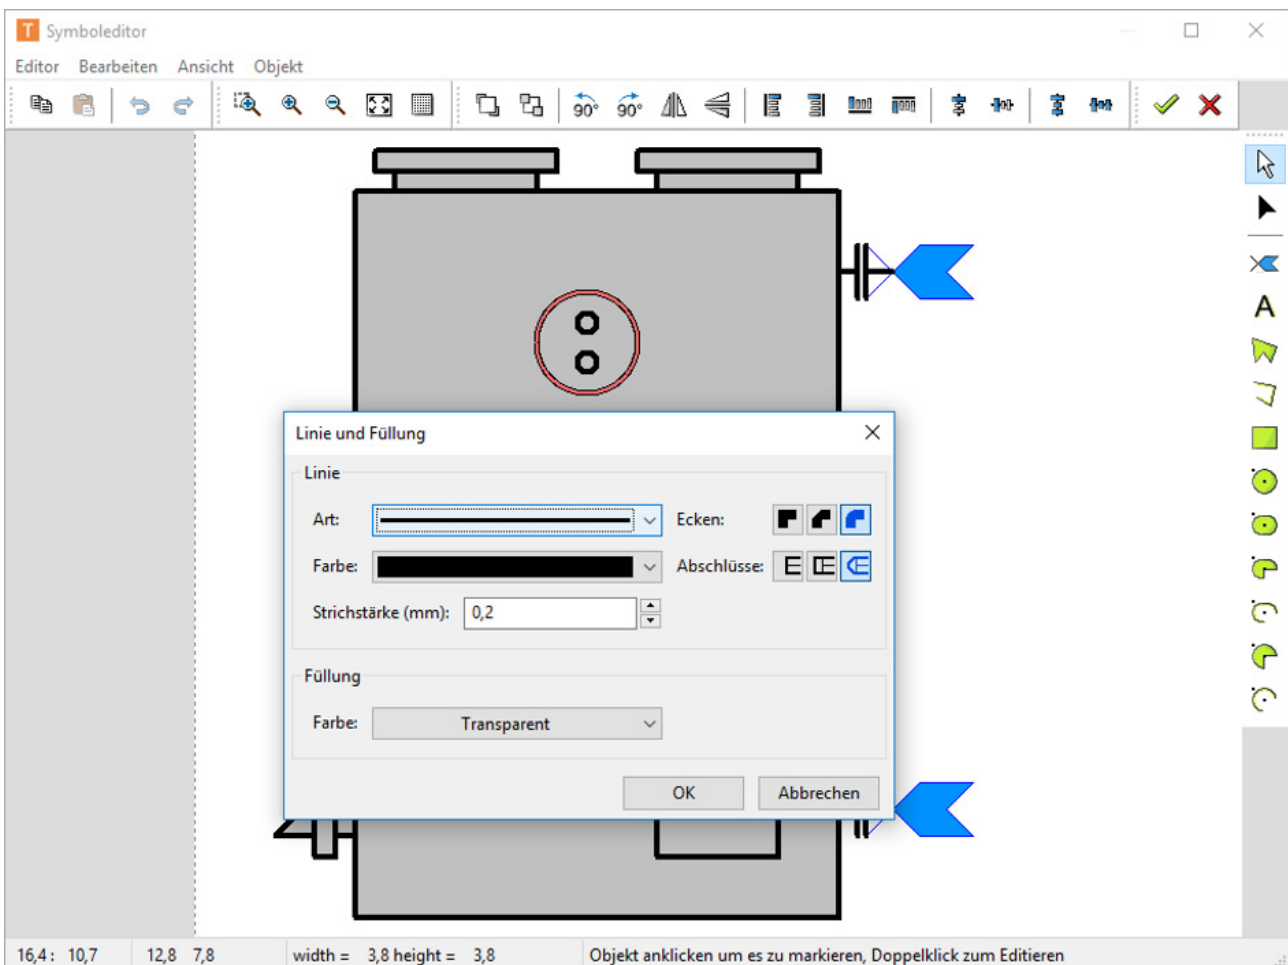 T Symboleditor
Editor Bearbeiten Ansicht Objekt
90° 90°
A
Linie und Füllung
Linie
Art: Ecken:
Farbe: Abschlüsse:
Strichstärke (mm): 0,2
Füllung
Farbe: Transparent
OK Abbrechen
16,4 : 10,7 12,8 7,8 width = 3,8 height = 3,8 Objekt anklicken um es zu markieren, Doppelklick zum Editieren